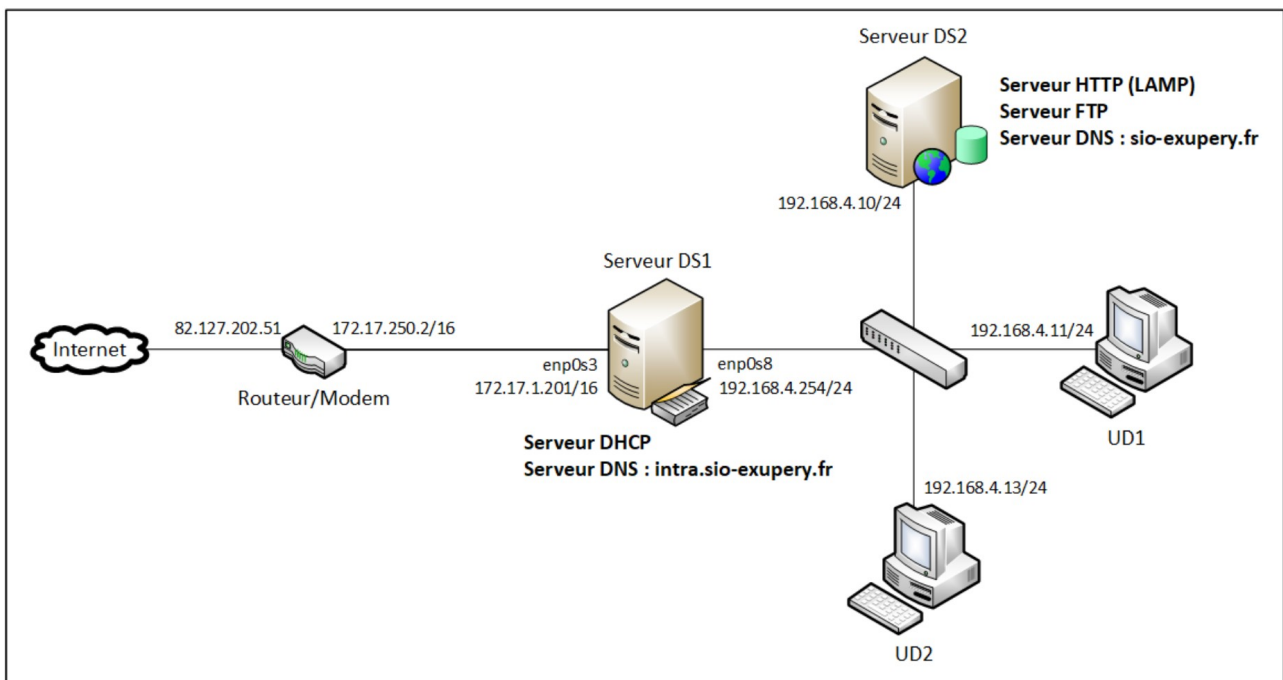 Serveur DS2
Serveur HTTP (LAMP)
Serveur FTP
Serveur DNS : sio-exupery.fr
192.168.4.10/24
Serveur DS1
Internet
82.127.202.51
172.17.250.2/16
Routeur/Modem
enp0s3
172.17.1.201/16
enp0s8
192.168.4.254/24
192.168.4.11/24
UD1
Serveur DHCP
Serveur DNS : intra.sio-exupery.fr
192.168.4.13/24
UD2